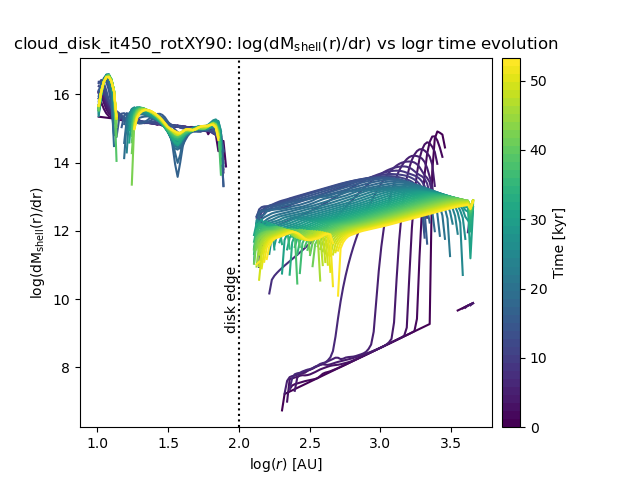 cloud_disk_it450_rotXY90: log(dM_shell(r)/dr) vs logr time evolution
16
14
12
10
8
log(dM_shell(r)/dr)
disk edge
1.0 1.5 2.0 2.5 3.0 3.5
log(r) [AU]
50
40
30
20
10
0
Time [kyr]